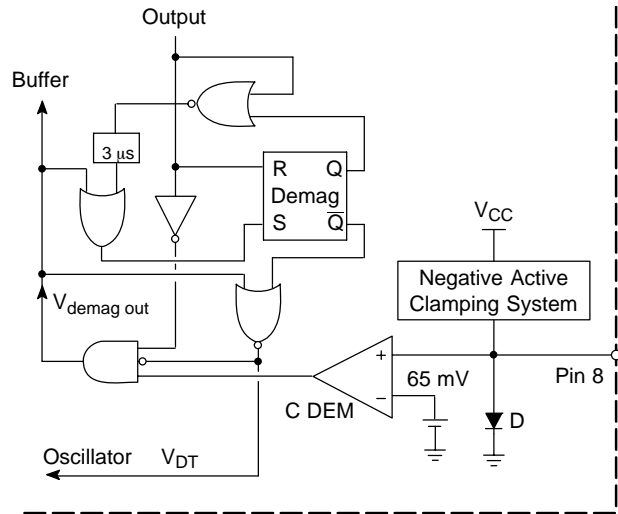 Output
Buffer
3 µs
R Q
Demag
S Q̅
VCC
Negative Active
Clamping System
Vdemag out
+
65 mV
Pin 8
−
C DEM
D
Oscillator VDT